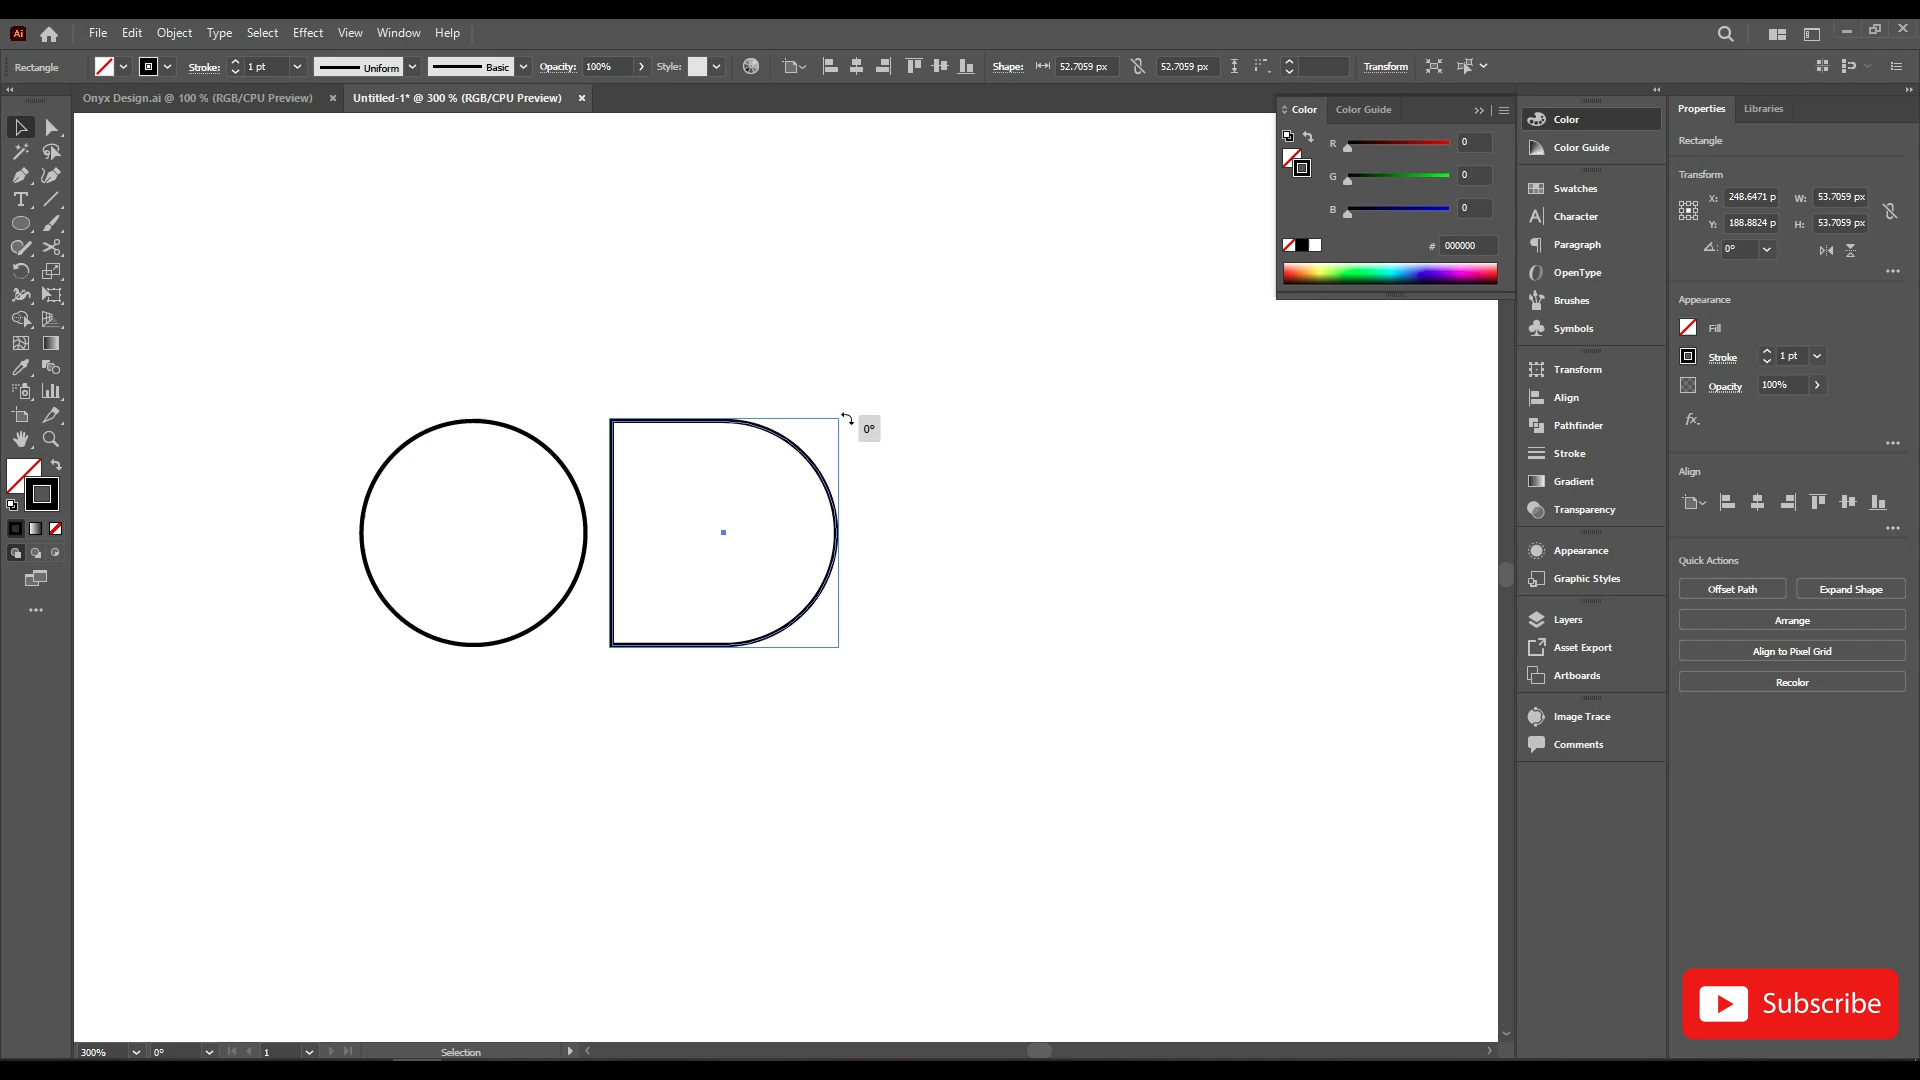 Ai File Edit Object Type Select Effect View Window Help
Rectangle Stroke: 1 pt Uniform Basic Opacity: 100% Style: Shape: 52.7059 px 52.7059 px Transform
Onyx Design.ai @ 100 % (RGB/CPU Preview) × Untitled-1* @ 300 % (RGB/CPU Preview) ×
Color Color Guide
R 0
G 0
B 0
# 000000
0°
Color
Color Guide
Swatches
Character
Paragraph
OpenType
Brushes
Symbols
Transform
Align
Pathfinder
Stroke
Gradient
Transparency
Appearance
Graphic Styles
Layers
Asset Export
Artboards
Image Trace
Comments
Properties Libraries
Rectangle
Transform
X: 248.6471 p W: 53.7059 px
Y: 188.8824 p H: 53.7059 px
0°
Appearance
Fill
Stroke 1 pt
Opacity 100%
fx.
Align
Quick Actions
Offset Path Expand Shape
Arrange
Align to Pixel Grid
Recolor
Subscribe
300% 0° 1 Selection